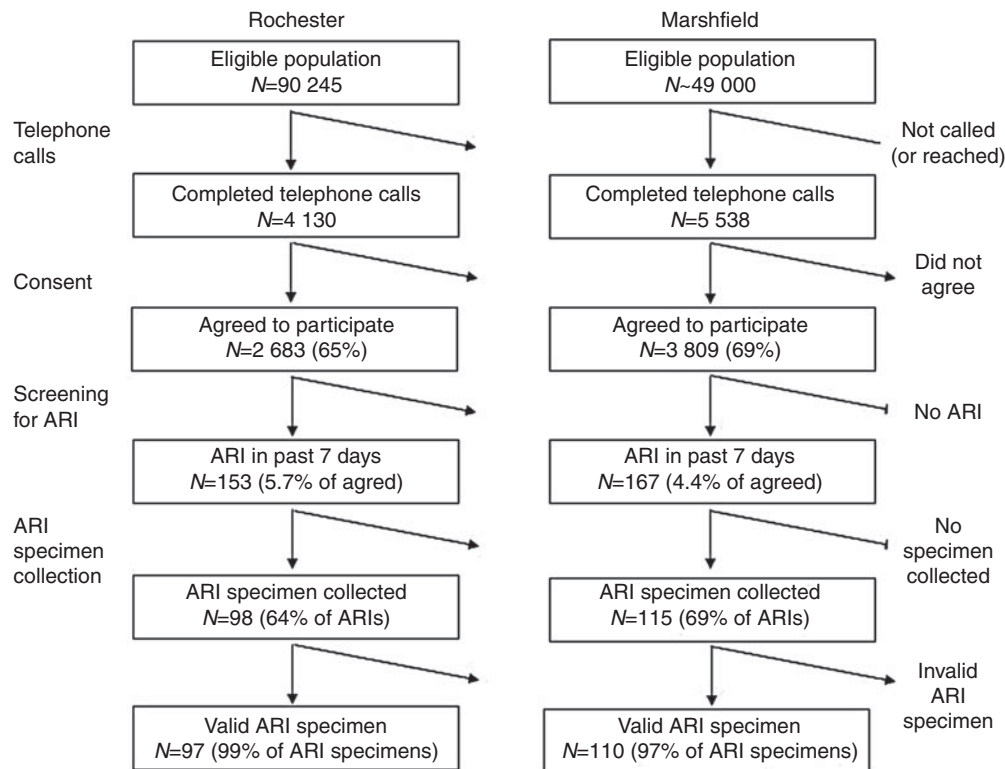 Rochester
Marshfield
Eligible population
N=90 245
Eligible population
N~49 000
Telephone
calls
Not called
(or reached)
Completed telephone calls
N=4 130
Completed telephone calls
N=5 538
Consent
Did not
agree
Agreed to participate
N=2 683 (65%)
Agreed to participate
N=3 809 (69%)
Screening
for ARI
No ARI
ARI in past 7 days
N=153 (5.7% of agred)
ARI in past 7 days
N=167 (4.4% of agreed)
ARI
specimen
collection
No
specimen
collected
ARI specimen collected
N=98 (64% of ARIs)
ARI specimen collected
N=115 (69% of ARIs)
Invalid
ARI
specimen
Valid ARI specimen
N=97 (99% of ARI specimens)
Valid ARI specimen
N=110 (97% of ARI specimens)